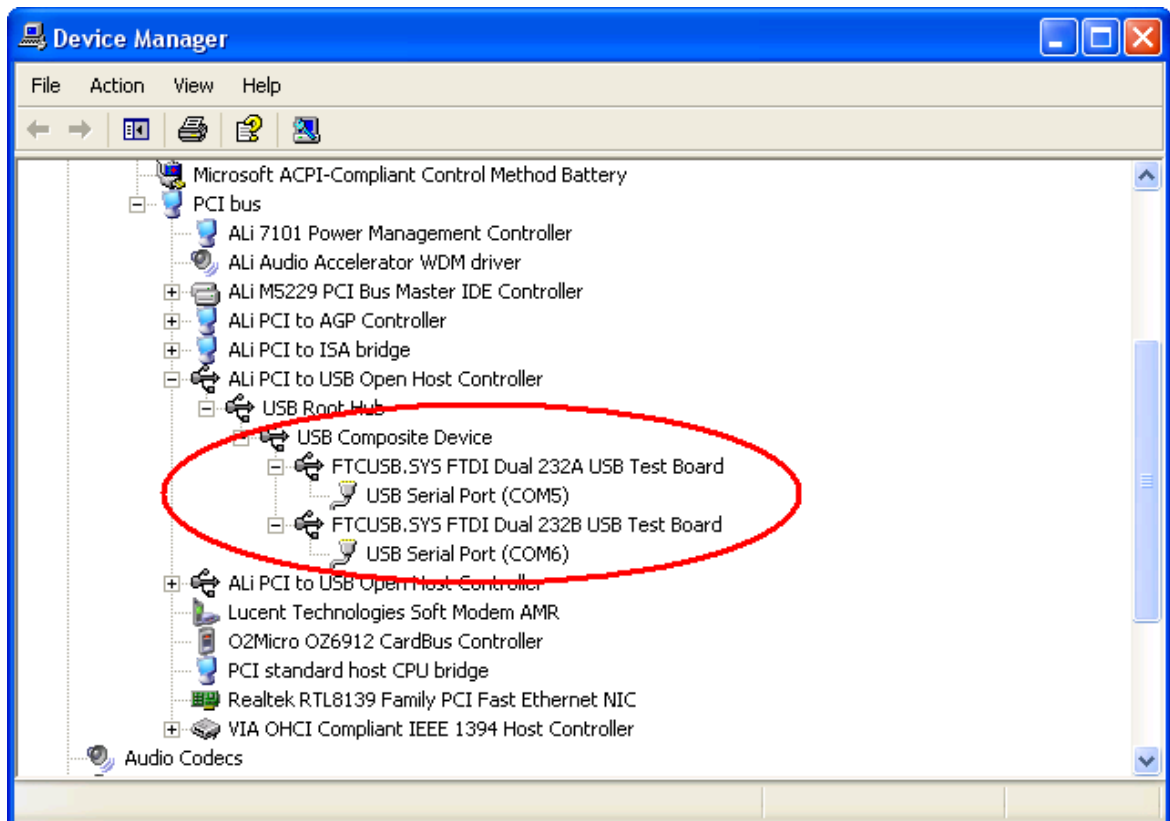 Device Manager
File Action View Help
Microsoft ACPI-Compliant Control Method Battery
PCI bus
ALi 7101 Power Management Controller
ALi Audio Accelerator WDM driver
ALi M5229 PCI Bus Master IDE Controller
ALi PCI to AGP Controller
ALi PCI to ISA bridge
ALi PCI to USB Open Host Controller
USB Root Hub
USB Composite Device
FTCUSB.SYS FTDI Dual 232A USB Test Board
USB Serial Port (COM5)
FTCUSB.SYS FTDI Dual 232B USB Test Board
USB Serial Port (COM6)
ALi PCI to USB Open Host Controller
Lucent Technologies Soft Modem AMR
O2Micro OZ6912 CardBus Controller
PCI standard host CPU bridge
Realtek RTL8139 Family PCI Fast Ethernet NIC
VIA OHCI Compliant IEEE 1394 Host Controller
Audio Codecs